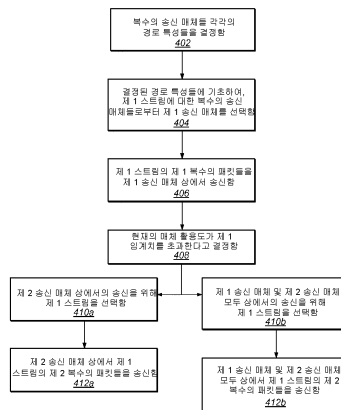 복수의 송신 매체들 각각의
경로 특성들을 결정함
402
결정된 경로 특성들에 기초하여,
제 1 스트림에 대한 복수의 송신
매체들로부터 제 1 송신 매체를 선택함
404
제 1 스트림의 제 1 복수의 패킷들을
제 1 송신 매체 상에서 송신함
406
현재의 매체 활용도가 제 1
임계치를 초과한다고 결정함
408
제 2 송신 매체 상에서의 송신을 위해
제 1 스트림을 선택함
410a
제 1 송신 매체 및 제 2 송신 매체
모두 상에서의 송신을 위해
제 1 스트림을 선택함
410b
제 2 송신 매체 상에서 제 1
스트림의 제 2 복수의 패킷들을 송신함
412a
제 1 송신 매체 및 제 2 송신 매체
모두 상에서 제 1 스트림의 제 2
복수의 패킷들을 송신함
412b